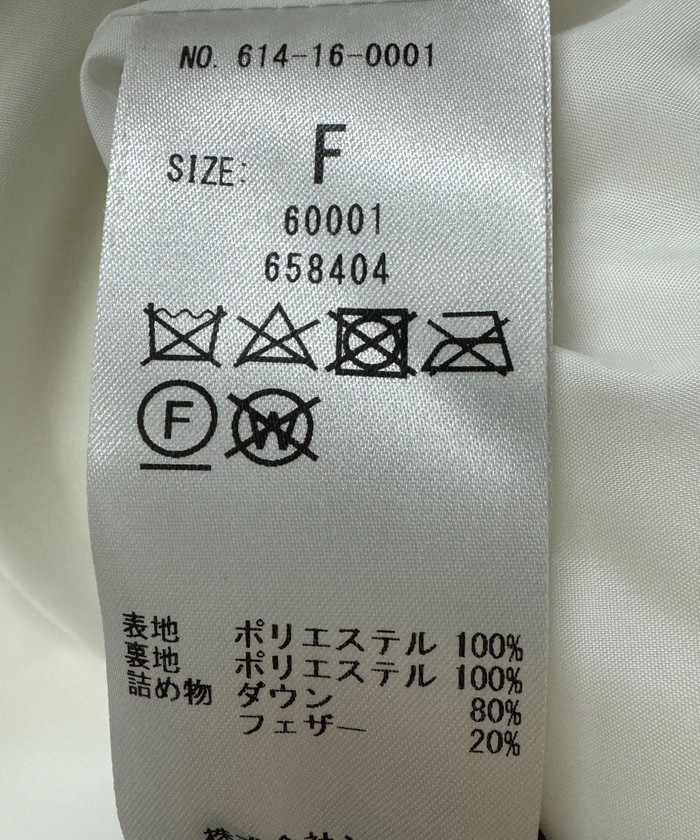 NO. 614-16-0001
SIZE: F
60001
658404
F W
表地 ポリエステル 100%
裏地 ポリエステル 100%
詰め物 ダウン 80%
フェザー 20%